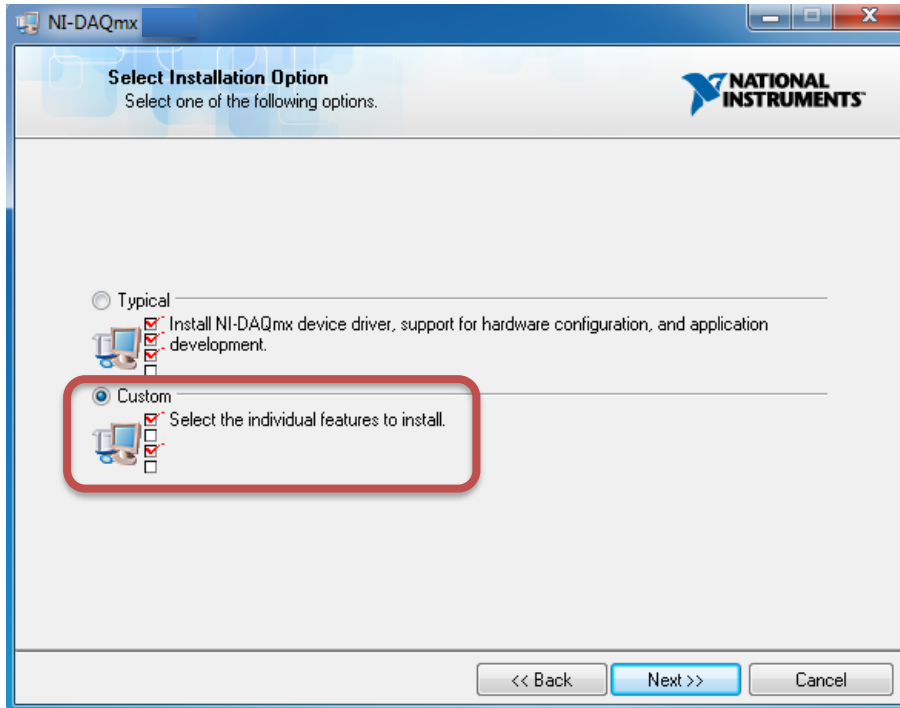 NI-DAQmx
Select Installation Option
Select one of the following options.
NATIONAL
INSTRUMENTS
Typical
Install NI-DAQmx device driver, support for hardware configuration, and application
development.
Custom
Select the individual features to install.
<< Back
Next >>
Cancel